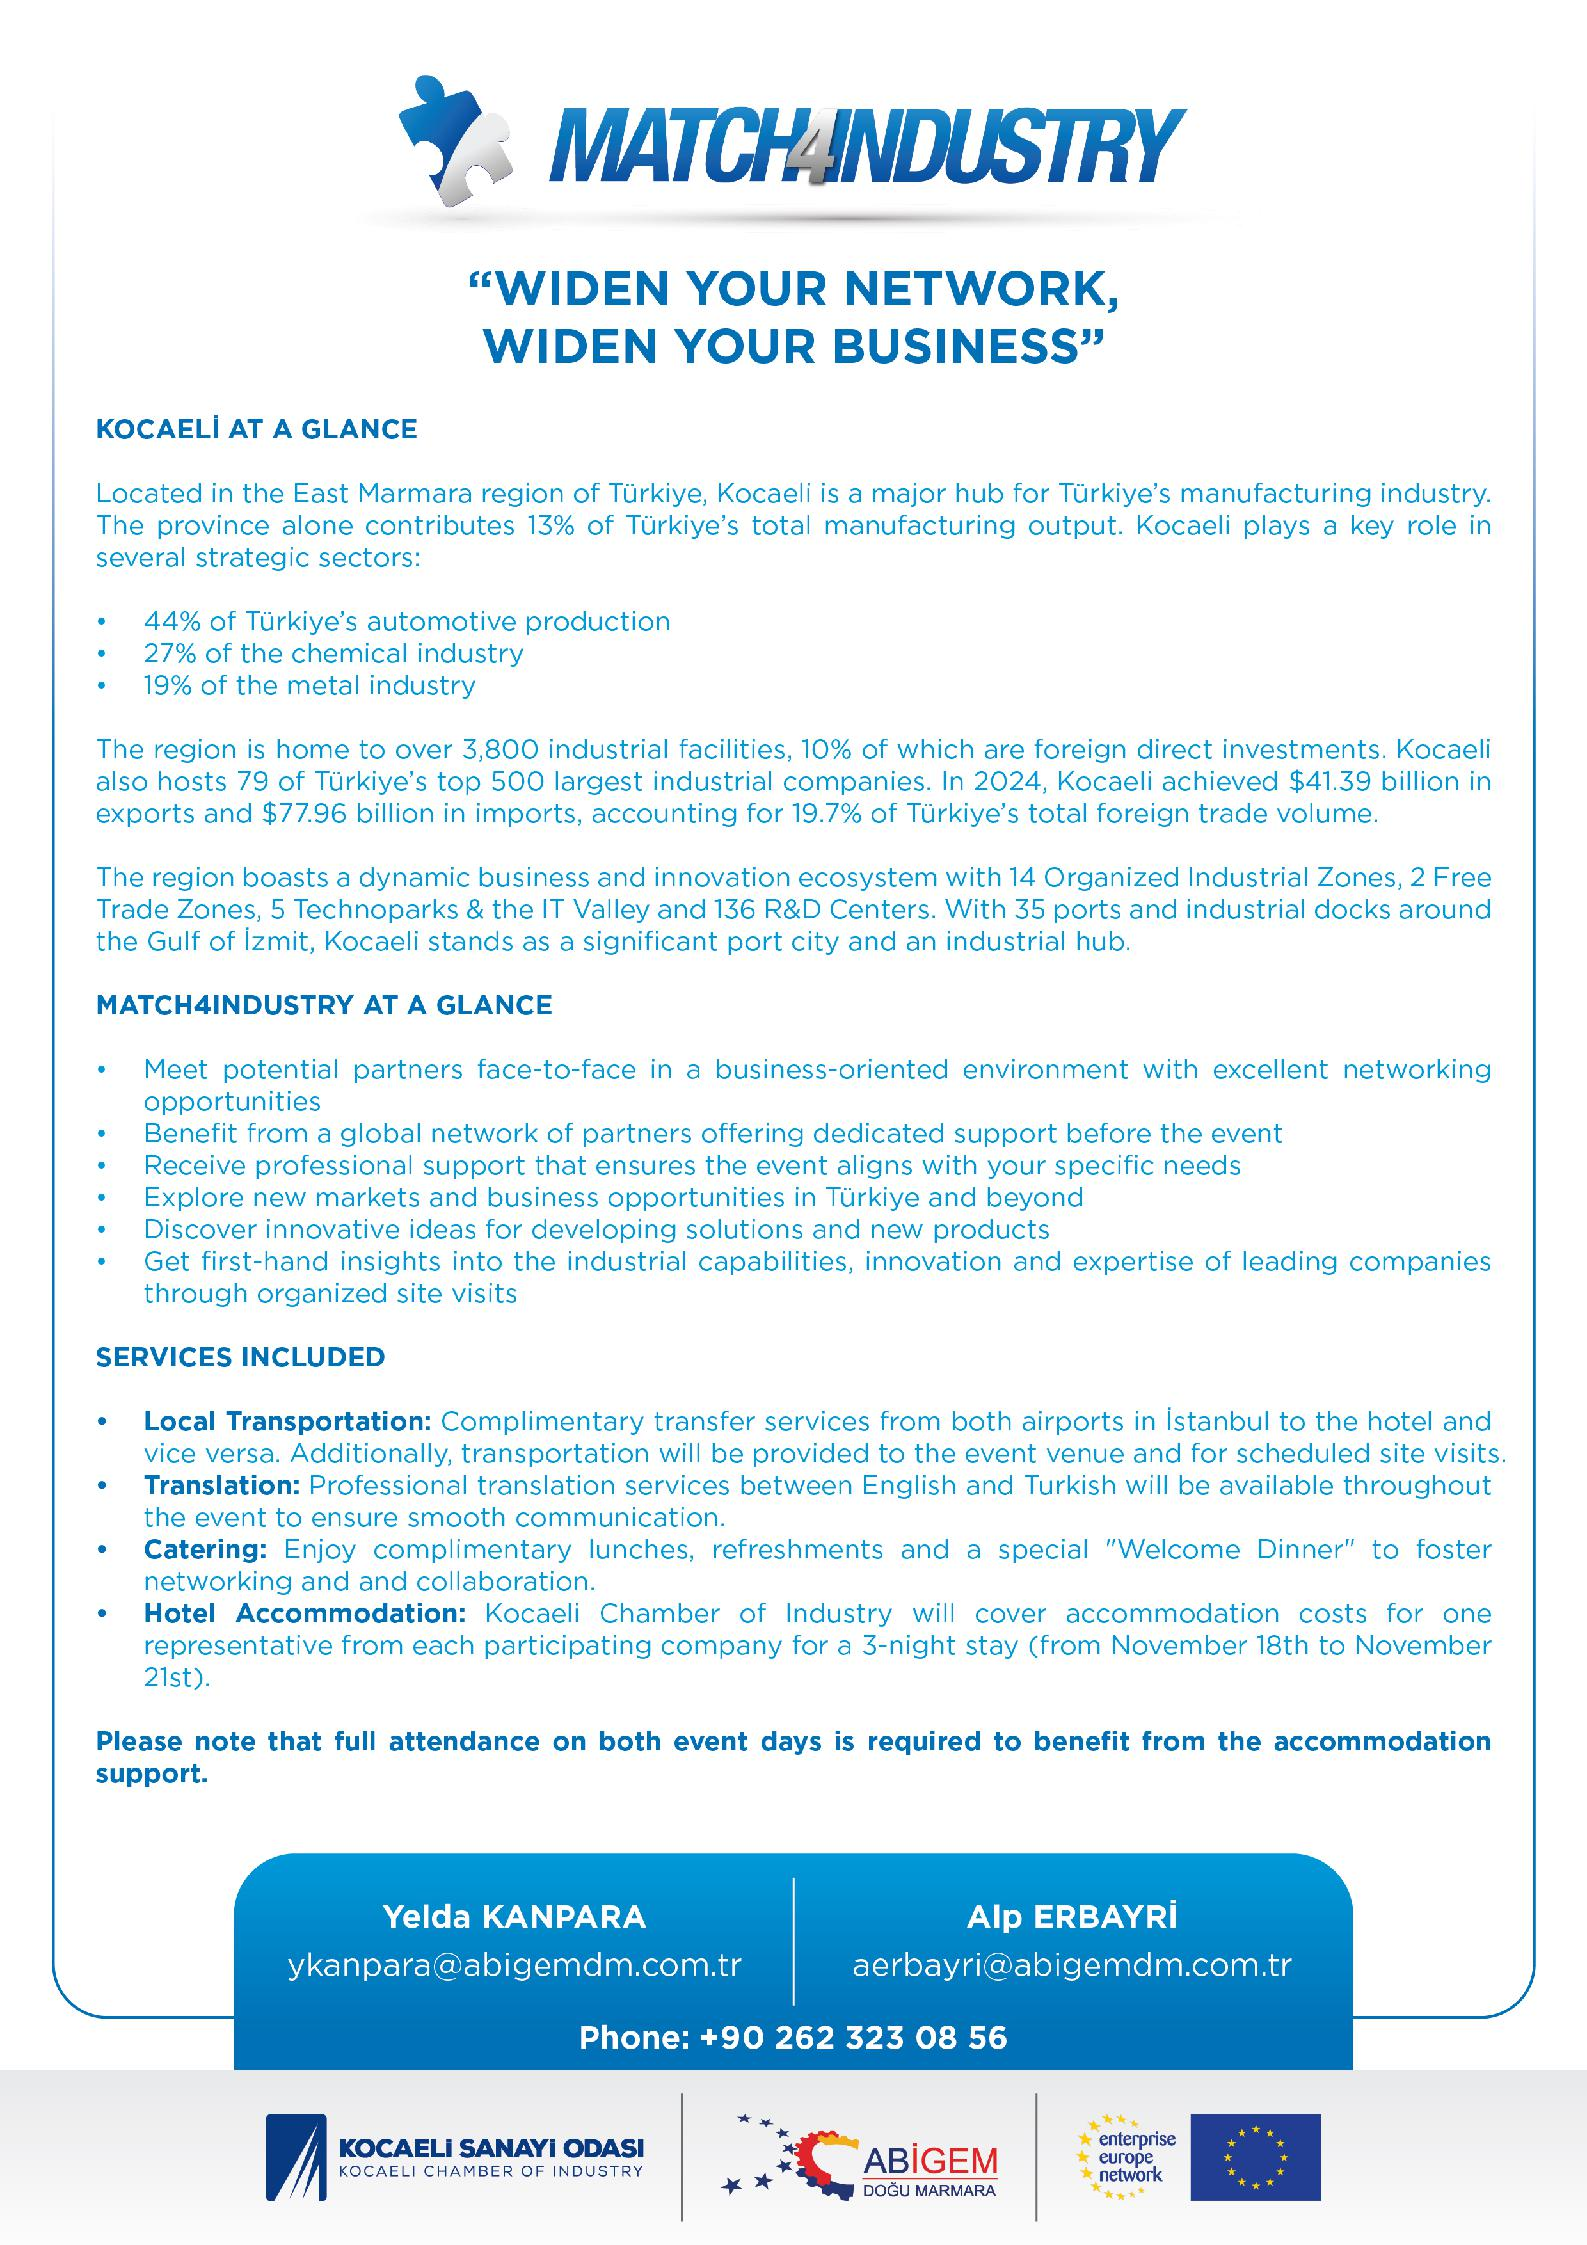 MATCH4INDUSTRY
“WIDEN YOUR NETWORK,
WIDEN YOUR BUSINESS”
KOCAELİ AT A GLANCE
Located in the East Marmara region of Türkiye, Kocaeli is a major hub for Türkiye’s manufacturing industry.
The province alone contributes 13% of Türkiye’s total manufacturing output. Kocaeli plays a key role in
several strategic sectors:
• 44% of Türkiye’s automotive production
• 27% of the chemical industry
• 19% of the metal industry
The region is home to over 3,800 industrial facilities, 10% of which are foreign direct investments. Kocaeli
also hosts 79 of Türkiye’s top 500 largest industrial companies. In 2024, Kocaeli achieved $41.39 billion in
exports and $77.96 billion in imports, accounting for 19.7% of Türkiye’s total foreign trade volume.
The region boasts a dynamic business and innovation ecosystem with 14 Organized Industrial Zones, 2 Free
Trade Zones, 5 Technoparks & the IT Valley and 136 R&D Centers. With 35 ports and industrial docks around
the Gulf of İzmit, Kocaeli stands as a significant port city and an industrial hub.
MATCH4INDUSTRY AT A GLANCE
• Meet potential partners face-to-face in a business-oriented environment with excellent networking
opportunities
• Benefit from a global network of partners offering dedicated support before the event
• Receive professional support that ensures the event aligns with your specific needs
• Explore new markets and business opportunities in Türkiye and beyond
• Discover innovative ideas for developing solutions and new products
• Get first-hand insights into the industrial capabilities, innovation and expertise of leading companies
through organized site visits
SERVICES INCLUDED
• Local Transportation: Complimentary transfer services from both airports in İstanbul to the hotel and
vice versa. Additionally, transportation will be provided to the event venue and for scheduled site visits.
• Translation: Professional translation services between English and Turkish will be available throughout
the event to ensure smooth communication.
• Catering: Enjoy complimentary lunches, refreshments and a special "Welcome Dinner" to foster
networking and and collaboration.
• Hotel Accommodation: Kocaeli Chamber of Industry will cover accommodation costs for one
representative from each participating company for a 3-night stay (from November 18th to November
21st).
Please note that full attendance on both event days is required to benefit from the accommodation
support.
Yelda KANPARA
ykanpara@abigemdm.com.tr
Alp ERBAYRİ
aerbayri@abigemdm.com.tr
Phone: +90 262 323 08 56
KOCAELİ SANAYİ ODASI
KOCAELI CHAMBER OF INDUSTRY
ABİGEM
DOĞU MARMARA
enterprise
europe
network